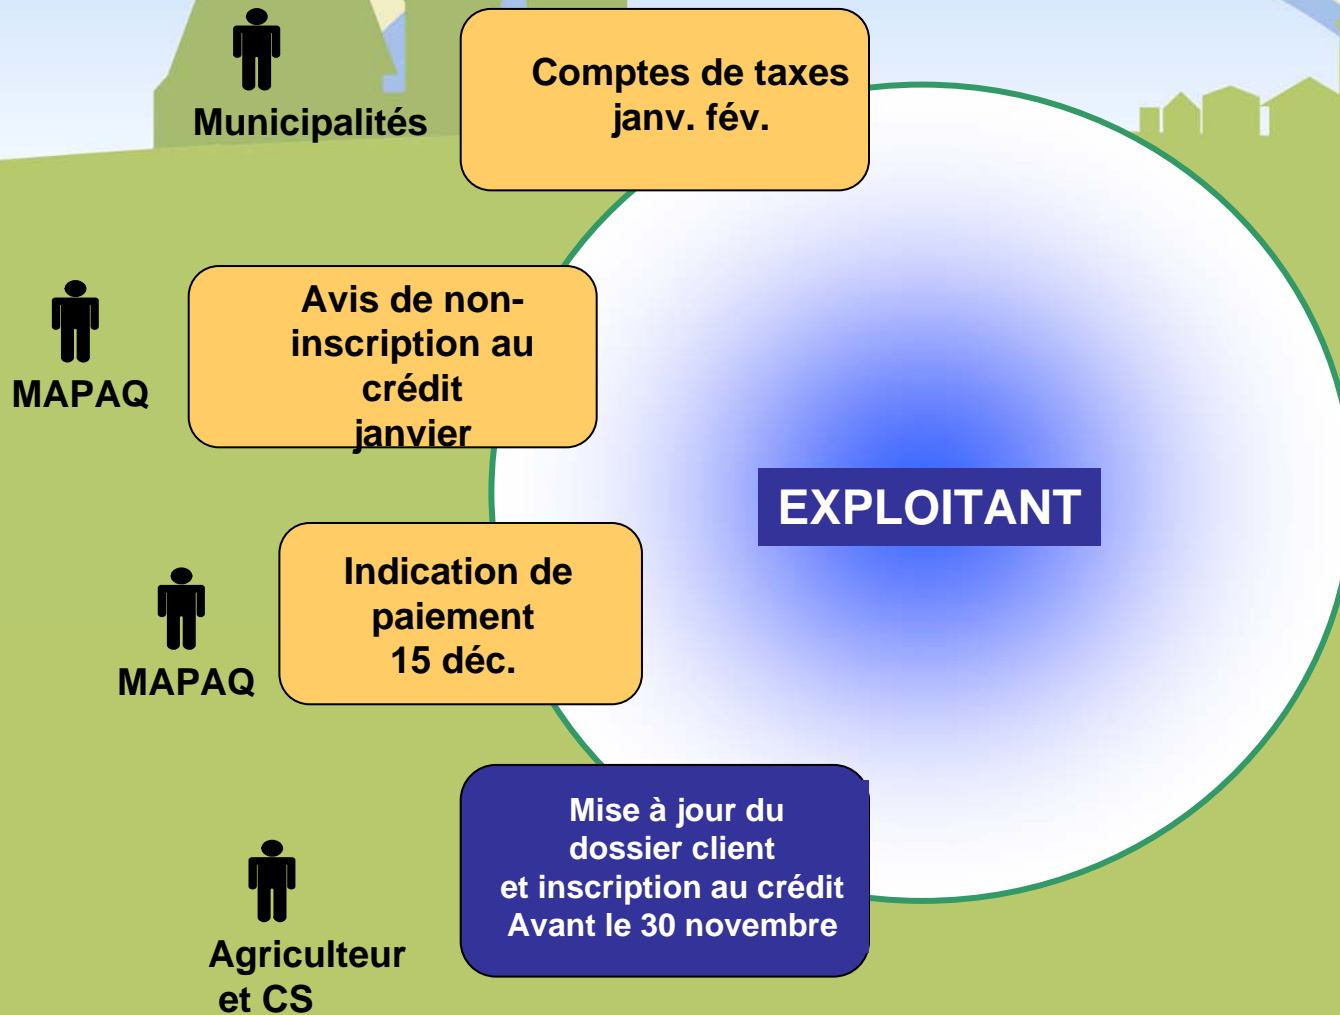 Municipalités
Comptes de taxes
janv. fév.
MAPAQ
Avis de non-
inscription au
crédit
janvier
EXPLOITANT
MAPAQ
Indication de
paiement
15 déc.
Agriculteur
et CS
Mise à jour du
dossier client
et inscription au crédit
Avant le 30 novembre